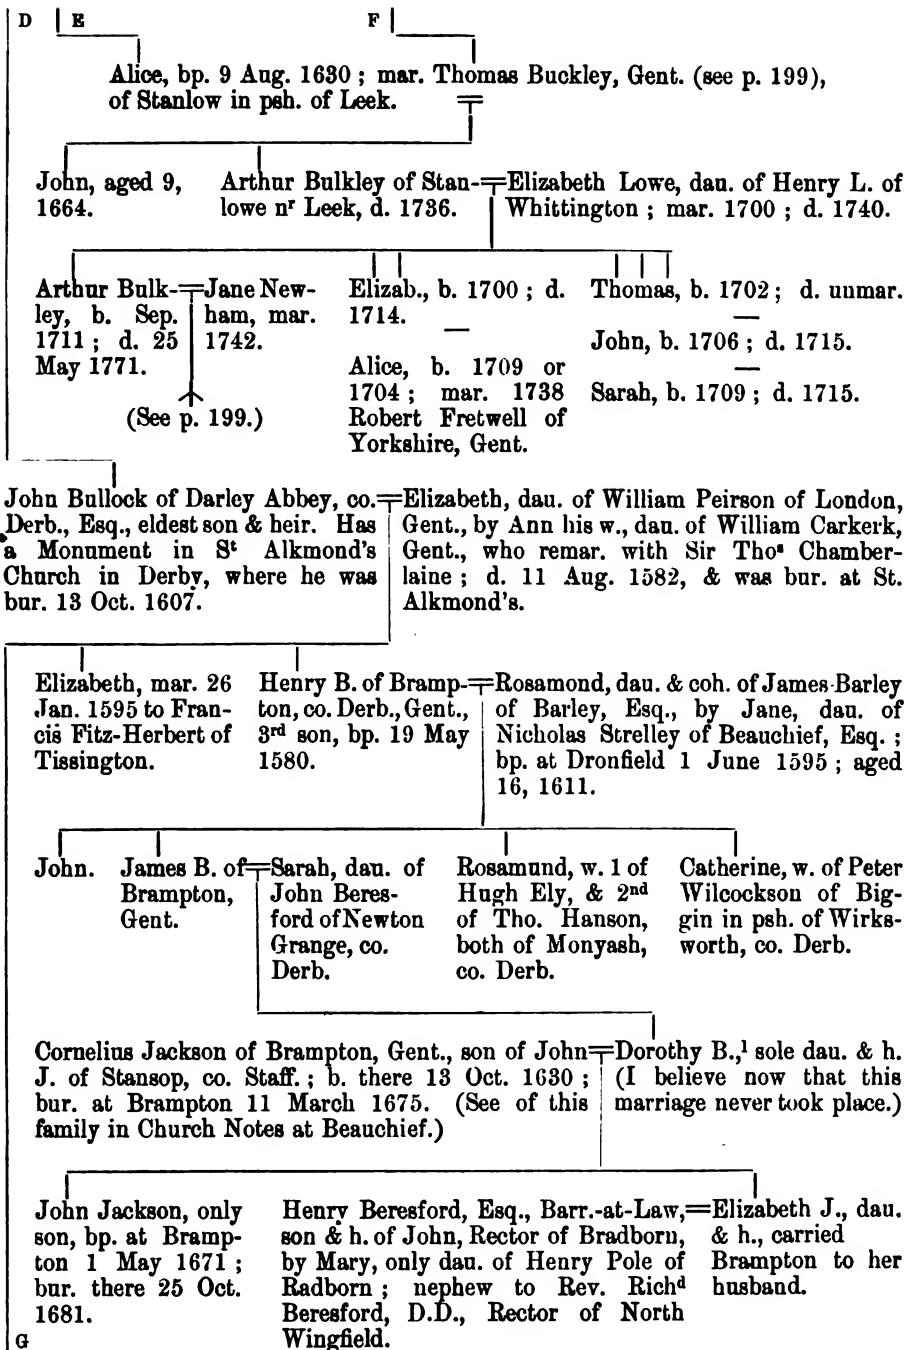 D E F
Alice, bp. 9 Aug. 1630 ; mar. Thomas Buckley, Gent. (see p. 199),
of Stanlow in psh. of Leek.
John, aged 9,
1664.
Arthur Bulkley of Stan-
lowe nʳ Leek, d. 1736.
Elizabeth Lowe, dau. of Henry L. of
Whittington ; mar. 1700 ; d. 1740.
Arthur Bulk-
ley, b. Sep.
1711 ; d. 25
May 1771.
Jane New-
ham, mar.
1742.
(See p. 199.)
Elizab., b. 1700 ; d.
1714.
—
Alice, b. 1709 or
1704 ; mar. 1738
Robert Fretwell of
Yorkshire, Gent.
Thomas, b. 1702 ; d. unmar.
—
John, b. 1706 ; d. 1715.
—
Sarah, b. 1709 ; d. 1715.
John Bullock of Darley Abbey, co.
Derb., Esq., eldest son & heir. Has
a Monument in Sᵗ Alkmond's
Church in Derby, where he was
bur. 13 Oct. 1607.
Elizabeth, dau. of William Peirson of London,
Gent., by Ann his w., dau. of William Carkerk,
Gent., who remar. with Sir Thoˢ Chamber-
laine ; d. 11 Aug. 1582, & was bur. at St.
Alkmond's.
Elizabeth, mar. 26
Jan. 1595 to Fran-
cis Fitz-Herbert of
Tissington.
Henry B. of Bramp-
ton, co. Derb., Gent.,
3ʳᵈ son, bp. 19 May
1580.
Rosamond, dau. & coh. of James Barley
of Barley, Esq., by Jane, dau. of
Nicholas Strelley of Beauchief, Esq. ;
bp. at Dronfield 1 June 1595 ; aged
16, 1611.
John.
James B. of
Brampton,
Gent.
Sarah, dau. of
John Beres-
ford of Newton
Grange, co.
Derb.
Rosamund, w. 1 of
Hugh Ely, & 2ⁿᵈ
of Tho. Hanson,
both of Monyash,
co. Derb.
Catherine, w. of Peter
Wilcockson of Big-
gin in psh. of Wirks-
worth, co. Derb.
Cornelius Jackson of Brampton, Gent., son of John
J. of Stansop, co. Staff. ; b. there 13 Oct. 1630 ;
bur. at Brampton 11 March 1675. (See of this
family in Church Notes at Beauchief.)
Dorothy B.,¹ sole dau. & h.
(I believe now that this
marriage never took place.)
John Jackson, only
son, bp. at Bramp-
ton 1 May 1671 ;
bur. there 25 Oct.
1681.
Henry Beresford, Esq., Barr.-at-Law,
son & h. of John, Rector of Bradborn,
by Mary, only dau. of Henry Pole of
Radborn ; nephew to Rev. Richᵈ
Beresford, D.D., Rector of North
Wingfield.
Elizabeth J., dau.
& h., carried
Brampton to her
husband.
G